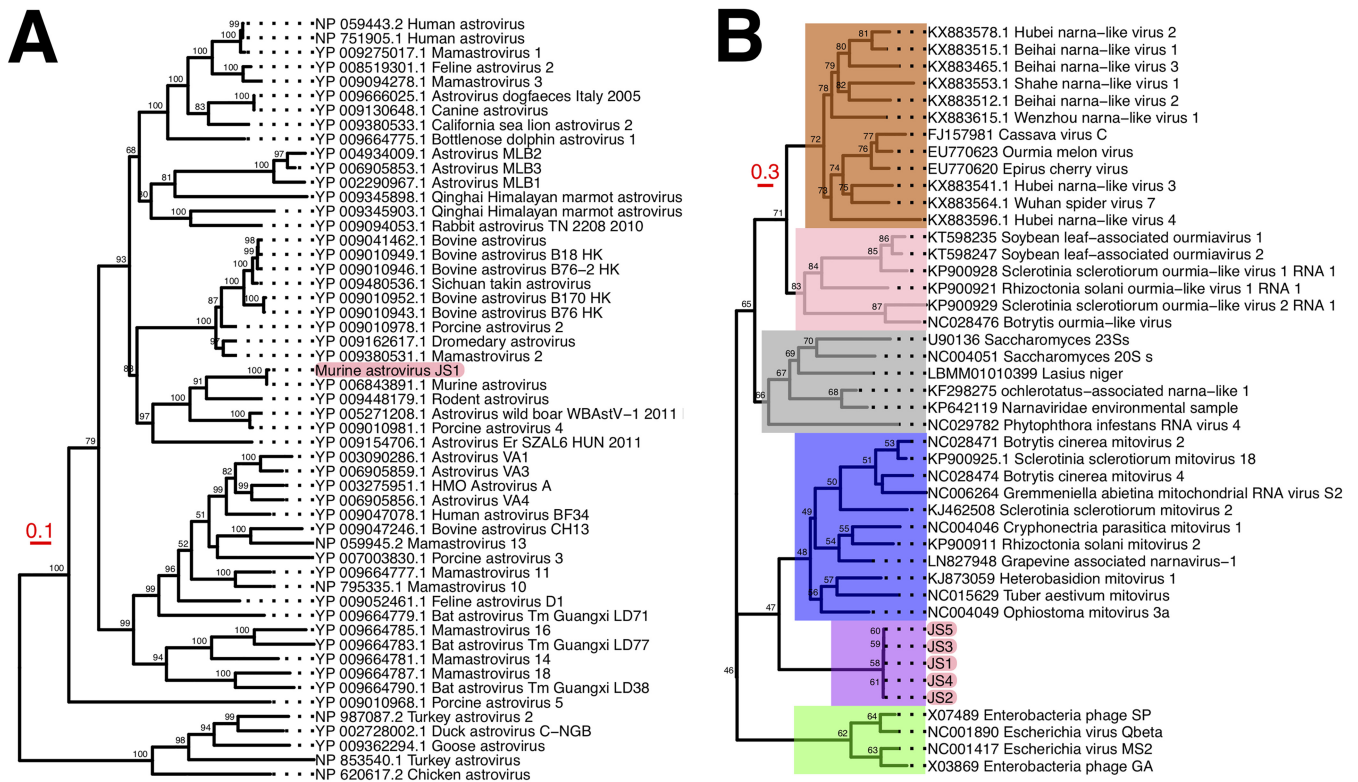 A
NP 059443.2 Human astrovirus
NP 751905.1 Human astrovirus
YP 009275017.1 Mamastrovirus 1
YP 008519301.1 Feline astrovirus 2
YP 009094278.1 Mamastrovirus 3
YP 009666025.1 Astrovirus dogfaeces Italy 2005
YP 009130648.1 Canine astrovirus
YP 009380533.1 California sea lion astrovirus 2
YP 009664775.1 Bottlenose dolphin astrovirus 1
YP 004934009.1 Astrovirus MLB2
YP 006905853.1 Astrovirus MLB3
YP 002290967.1 Astrovirus MLB1
YP 009345898.1 Qinghai Himalayan marmot astrovirus
YP 009345903.1 Qinghai Himalayan marmot astrovirus
YP 009094053.1 Rabbit astrovirus TN 2208 2010
YP 009041462.1 Bovine astrovirus
YP 009010949.1 Bovine astrovirus B18 HK
YP 009010946.1 Bovine astrovirus B76−2 HK
YP 009480536.1 Sichuan takin astrovirus
YP 009010952.1 Bovine astrovirus B170 HK
YP 009010943.1 Bovine astrovirus B76 HK
YP 009010978.1 Porcine astrovirus 2
YP 009162617.1 Dromedary astrovirus
YP 009380531.1 Mamastrovirus 2
Murine astrovirus JS1
YP 006843891.1 Murine astrovirus
YP 009448179.1 Rodent astrovirus
YP 005271208.1 Astrovirus wild boar WBAstV−1 2011
YP 009010981.1 Porcine astrovirus 4
YP 009154706.1 Astrovirus Er SZAL6 HUN 2011
YP 003090286.1 Astrovirus VA1
YP 006905859.1 Astrovirus VA3
YP 003275951.1 HMO Astrovirus A
YP 006905856.1 Astrovirus VA4
YP 009047078.1 Human astrovirus BF34
YP 009047246.1 Bovine astrovirus CH13
NP 059945.2 Mamastrovirus 13
YP 007003830.1 Porcine astrovirus 3
YP 009664777.1 Mamastrovirus 11
NP 795335.1 Mamastrovirus 10
YP 009052461.1 Feline astrovirus D1
YP 009664779.1 Bat astrovirus Tm Guangxi LD71
YP 009664785.1 Mamastrovirus 16
YP 009664783.1 Bat astrovirus Tm Guangxi LD77
YP 009664781.1 Mamastrovirus 14
YP 009664787.1 Mamastrovirus 18
YP 009664790.1 Bat astrovirus Tm Guangxi LD38
YP 009010968.1 Porcine astrovirus 5
NP 987087.2 Turkey astrovirus 2
YP 002728002.1 Duck astrovirus C−NGB
YP 009362294.1 Goose astrovirus
NP 853540.1 Turkey astrovirus
NP 620617.2 Chicken astrovirus
99
100
100
100
100
100
100
83
68
97
100
81
80
100
93
98
99
100
100
100
87
100
97
88
100
91
100
100
97
79
100
82
99
99
51
100
52
100
96
99
100
100
99
94
100
100
99
94
98
100
0.1
B
KX883578.1 Hubei narna−like virus 2
KX883515.1 Beihai narna−like virus 1
KX883465.1 Beihai narna−like virus 3
KX883553.1 Shahe narna−like virus 1
KX883512.1 Beihai narna−like virus 2
KX883615.1 Wenzhou narna−like virus 1
FJ157981 Cassava virus C
EU770623 Ourmia melon virus
EU770620 Epirus cherry virus
KX883541.1 Hubei narna−like virus 3
KX883564.1 Wuhan spider virus 7
KX883596.1 Hubei narna−like virus 4
KT598235 Soybean leaf−associated ourmiavirus 1
KT598247 Soybean leaf−associated ourmiavirus 2
KP900928 Sclerotinia sclerotiorum ourmia−like virus 1 RNA 1
KP900921 Rhizoctonia solani ourmia−like virus 1 RNA 1
KP900929 Sclerotinia sclerotiorum ourmia−like virus 2 RNA 1
NC028476 Botrytis ourmia−like virus
U90136 Saccharomyces 23Ss
NC004051 Saccharomyces 20S s
LBMM01010399 Lasius niger
KF298275 ochlerotatus−associated narna−like 1
KP642119 Narnaviridae environmental sample
NC029782 Phytophthora infestans RNA virus 4
NC028471 Botrytis cinerea mitovirus 2
KP900925.1 Sclerotinia sclerotiorum mitovirus 18
NC028474 Botrytis cinerea mitovirus 4
NC006264 Gremmeniella abietina mitochondrial RNA virus S2
KJ462508 Sclerotinia sclerotiorum mitovirus 2
NC004046 Cryphonectria parasitica mitovirus 1
KP900911 Rhizoctonia solani mitovirus 2
LN827948 Grapevine associated narnavirus−1
KJ873059 Heterobasidion mitovirus 1
NC015629 Tuber aestivum mitovirus
NC004049 Ophiostoma mitovirus 3a
JS5
JS3
JS1
JS4
JS2
X07489 Enterobacteria phage SP
NC001890 Escherichia virus Qbeta
NC001417 Escherichia virus MS2
X03869 Enterobacteria phage GA
81
80
79
82
78
72
77
76
74
75
73
0.3
71
86
85
84
83
87
65
70
69
67
68
66
53
51
50
49
55
54
48
57
56
47
60
59
58
61
46
64
62
63